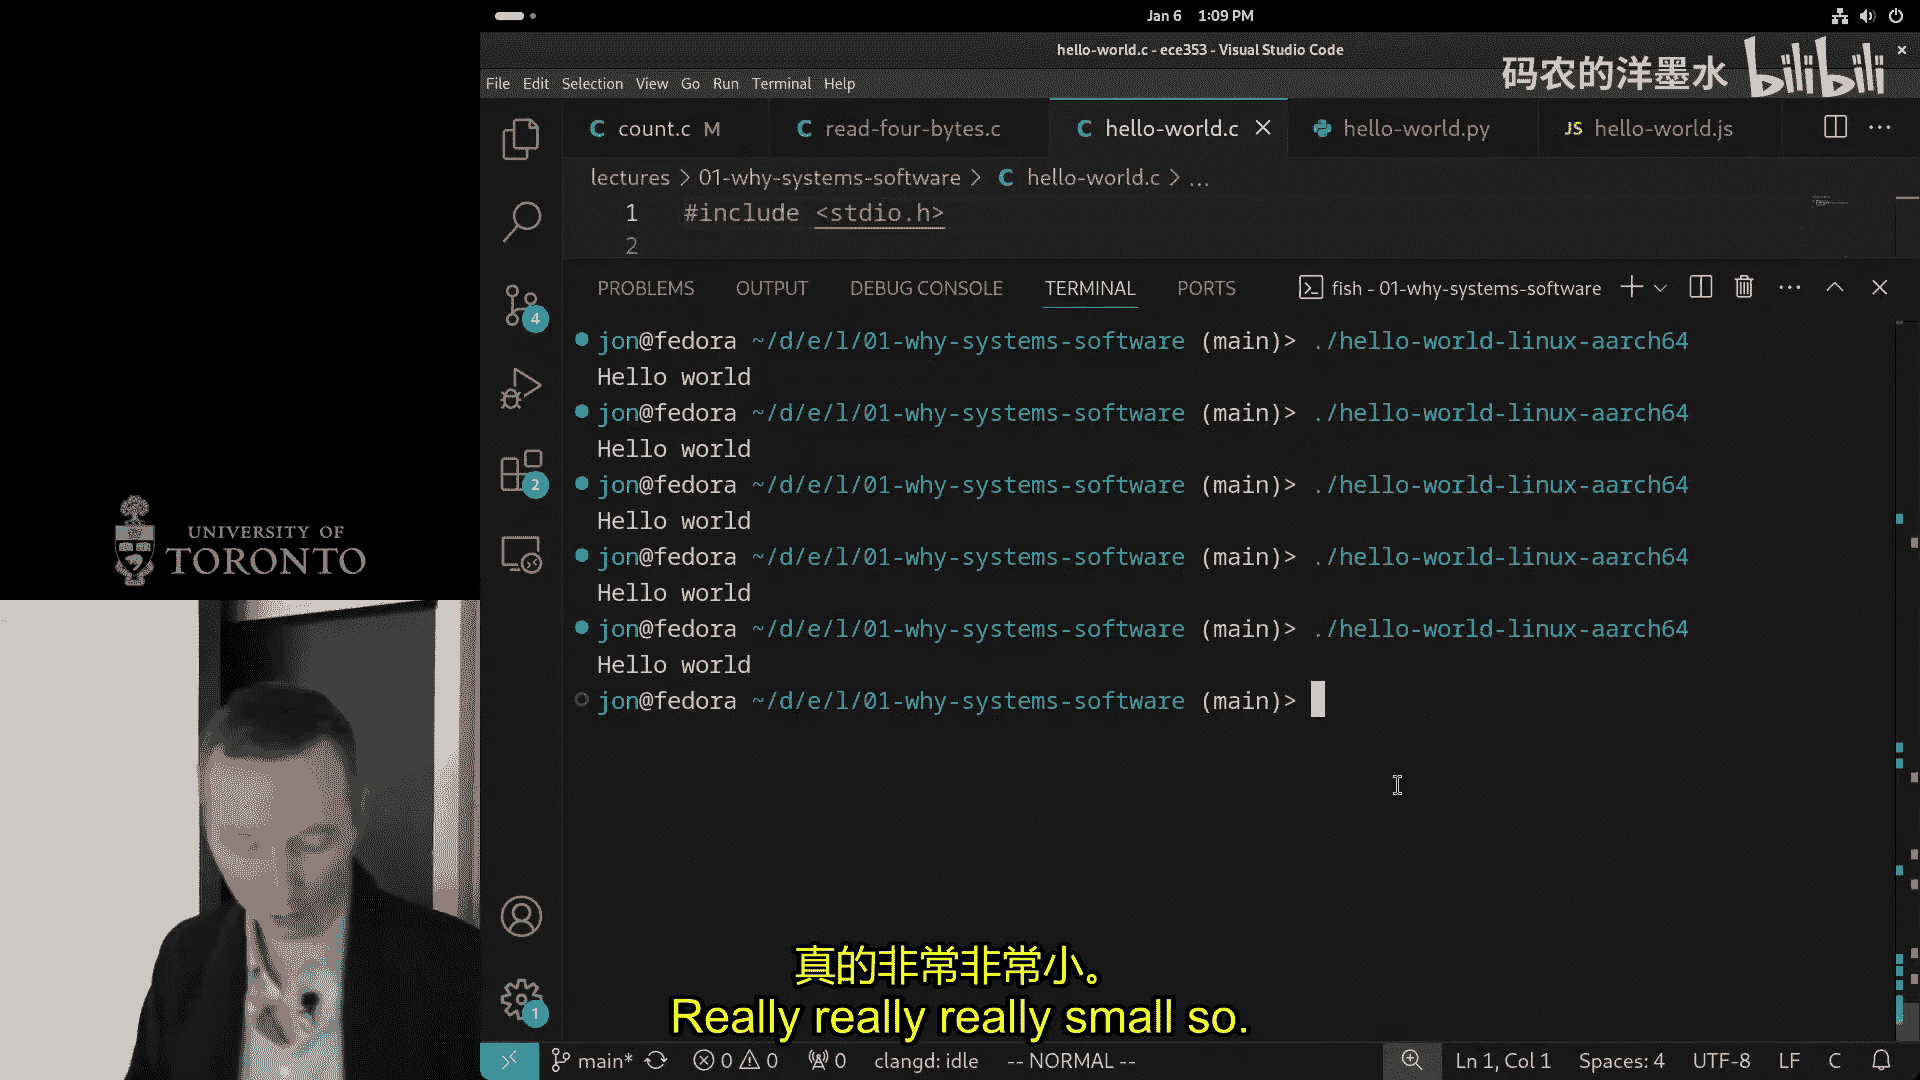 Jan 6 1:09 PM
hello-world.c - ece353 - Visual Studio Code
File Edit Selection View Go Run Terminal Help
码农的洋墨水 bilibili
count.c M read-four-bytes.c hello-world.c hello-world.py JS hello-world.js
lectures > 01-why-systems-software > C hello-world.c > ...
1 #include <stdio.h>
2
PROBLEMS OUTPUT DEBUG CONSOLE TERMINAL PORTS fish - 01-why-systems-software
jon@fedora ~/d/e/l/01-why-systems-software (main)> ./hello-world-linux-aarch64
Hello world
jon@fedora ~/d/e/l/01-why-systems-software (main)> ./hello-world-linux-aarch64
Hello world
jon@fedora ~/d/e/l/01-why-systems-software (main)> ./hello-world-linux-aarch64
Hello world
jon@fedora ~/d/e/l/01-why-systems-software (main)> ./hello-world-linux-aarch64
Hello world
jon@fedora ~/d/e/l/01-why-systems-software (main)> ./hello-world-linux-aarch64
Hello world
jon@fedora ~/d/e/l/01-why-systems-software (main)>
4
2
1
UNIVERSITY OF
TORONTO
真的非常非常小。
Really really really small so.
main* 0 0 0 clangd: idle -- NORMAL -- Ln 1, Col 1 Spaces: 4 UTF-8 LF C